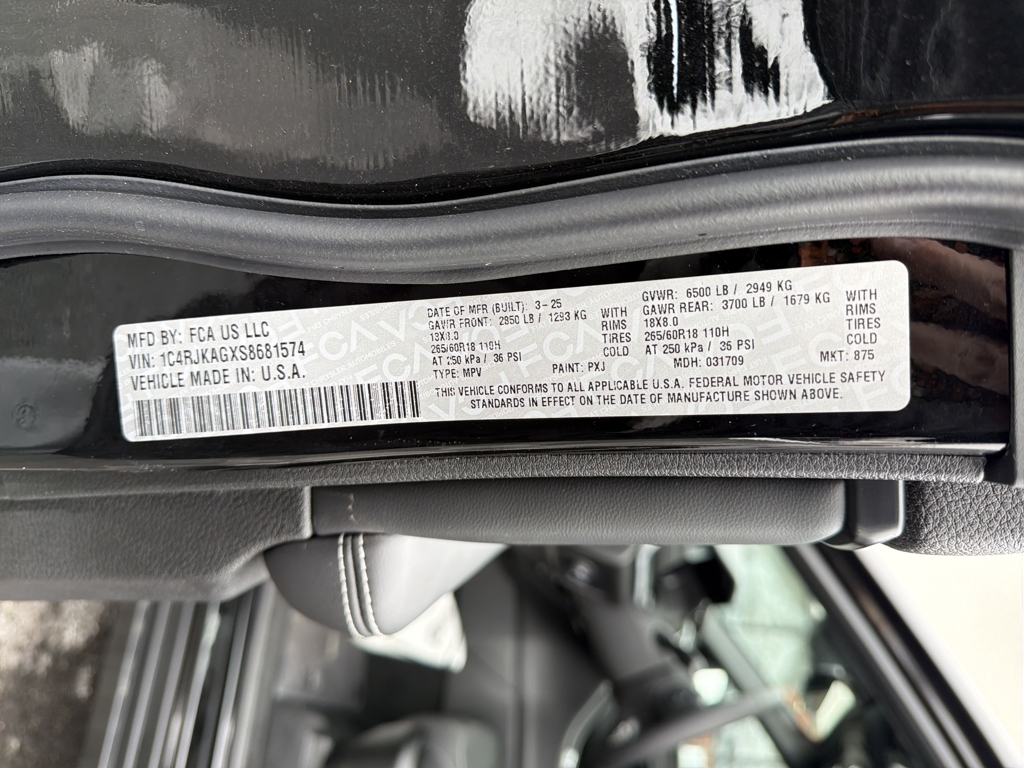 MFD BY: FCA US LLC
VIN: 1C4RJKAGXS8681574
VEHICLE MADE IN: U.S.A.
DATE OF MFR (BUILT): 3-25
GAWR FRONT: 2850 LB / 1293 KG WITH
18X8.0 RIMS
265/60R18 110H TIRES
AT 250 kPa / 36 PSI COLD
TYPE: MPV PAINT: PXJ
GVWR: 6500 LB / 2949 KG
GAWR REAR: 3700 LB / 1679 KG WITH
18X8.0 RIMS
265/60R18 110H TIRES
AT 250 kPa / 36 PSI COLD
MDH: 031709 MKT: 875
THIS VEHICLE CONFORMS TO ALL APPLICABLE U.S.A. FEDERAL MOTOR VEHICLE SAFETY
STANDARDS IN EFFECT ON THE DATE OF MANUFACTURE SHOWN ABOVE.